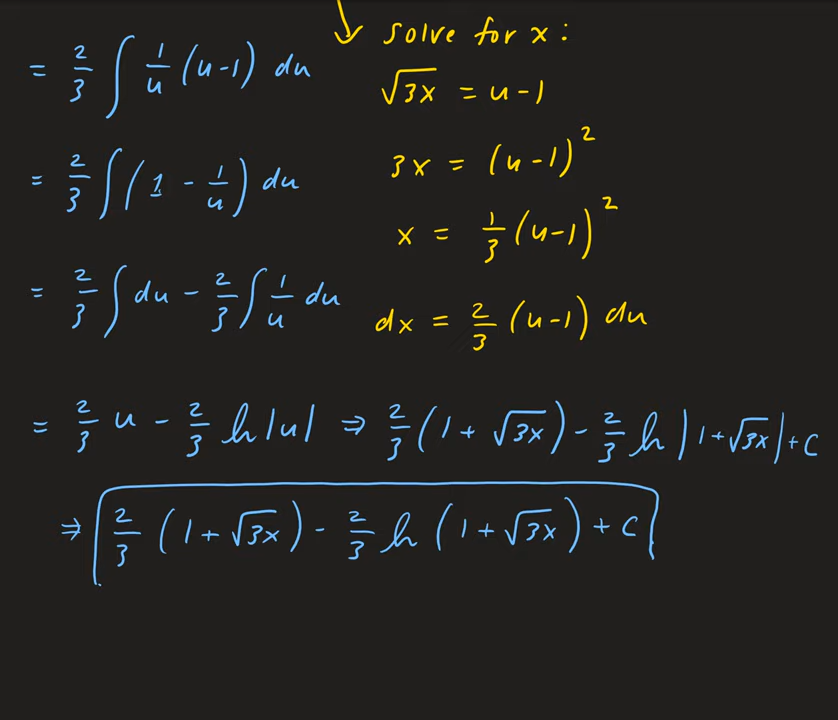 ↓ solve for x:
= 2/3 ∫ 1/u (u-1) du
√3x = u-1
3x = (u-1)²
= 2/3 ∫ (1 - 1/u) du
x = 1/3 (u-1)²
= 2/3 ∫ du - 2/3 ∫ 1/u du
dx = 2/3 (u-1) du
= 2/3 u - 2/3 ln |u| ⇒ 2/3 (1 + √3x) - 2/3 ln |1+√3x| + C
⇒ 2/3 (1 + √3x) - 2/3 ln (1 + √3x) + C